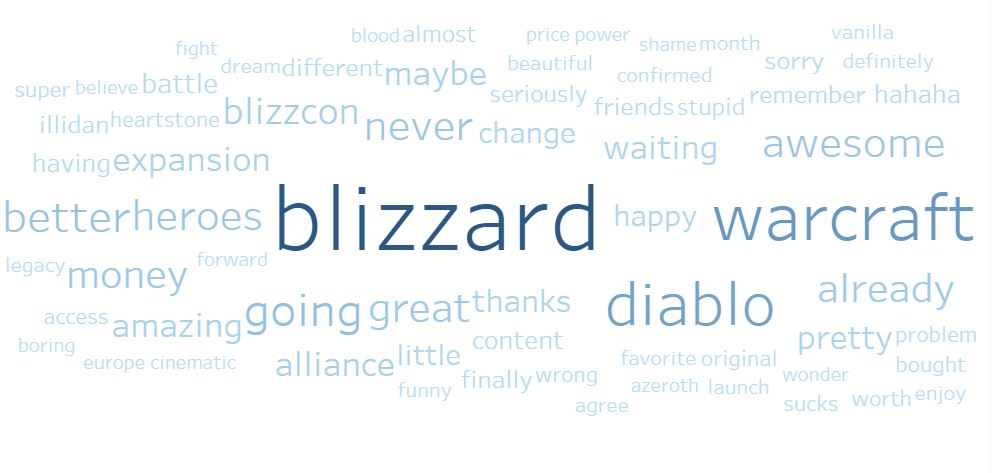 blood almost price power vanilla
fight shame month
dream different maybe beautiful confirmed sorry definitely
super believe battle seriously friends stupid remember hahaha
illidan heartstone blizzcon never change waiting awesome
having expansion
better heroes blizzard happy warcraft
legacy money forward
access amazing going great thanks diablo already
boring content pretty problem
europe cinematic alliance little favorite original bought
funny finally wrong azeroth launch wonder
agree sucks worth enjoy